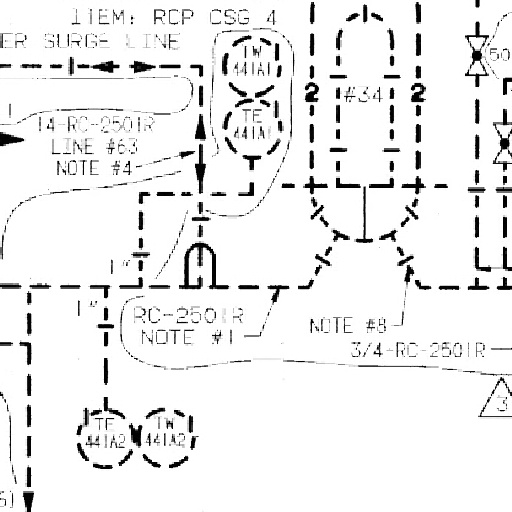 ITEM: RCP CSG 4
ER SURGE LINE
TW
441A1
TE
441A1
2
#34
2
50
14-RC-2501R
LINE #63
NOTE #4
1"
1"
RC-2501R
NOTE #1
NOTE #8
3/4-RC-2501R
3
TE
441A2
TW
441A2